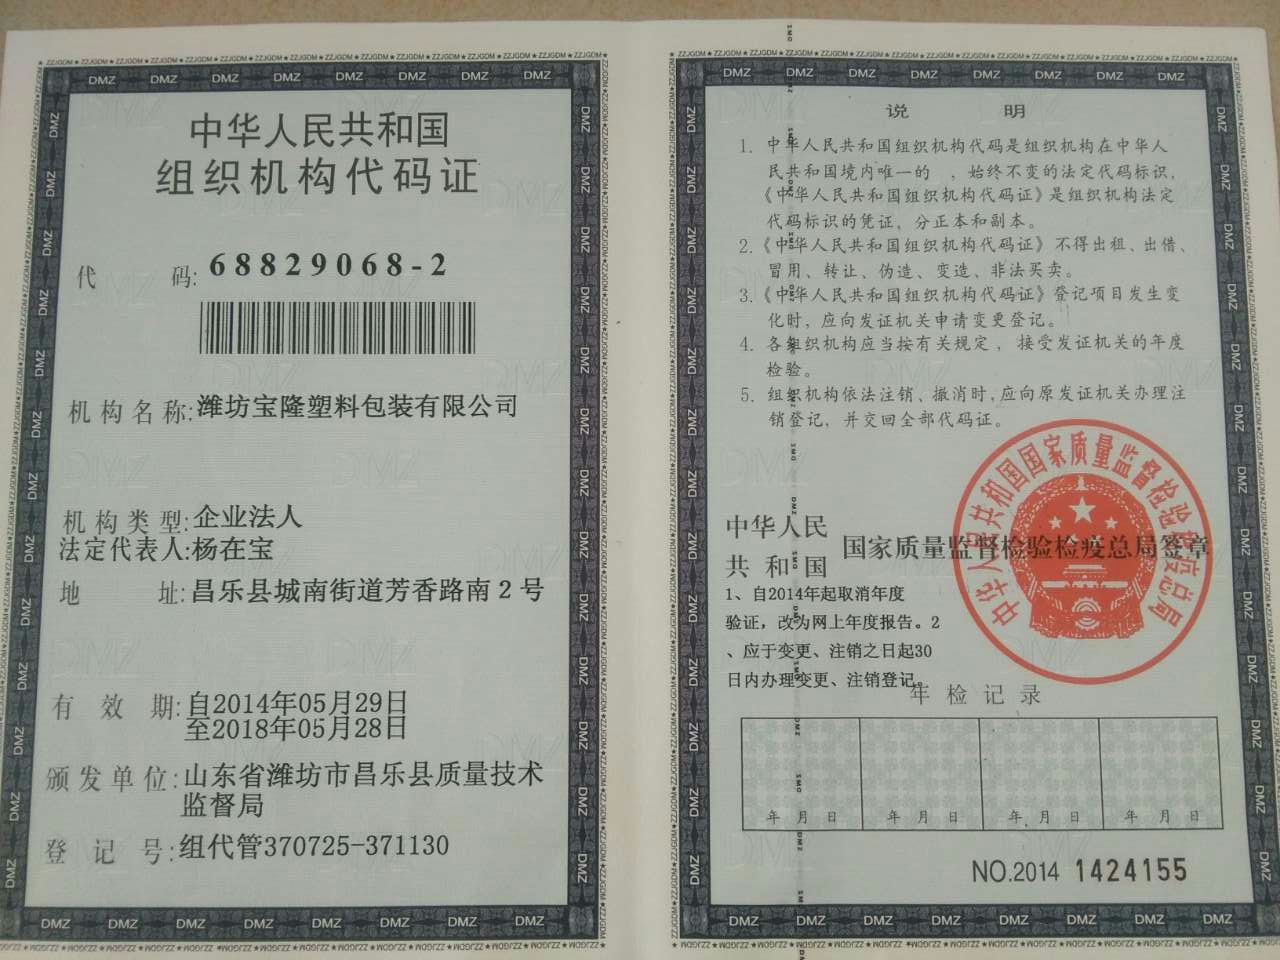 中华人民共和国
组织机构代码证
代 码: 68829068-2
机构名称: 潍坊宝隆塑料包装有限公司
机构类型: 企业法人
法定代表人: 杨在宝
地 址: 昌乐县城南街道芳香路南2号
有 效 期: 自2014年05月29日
至2018年05月28日
颁发单位: 山东省潍坊市昌乐县质量技术
监督局
登 记 号: 组代管370725-371130
说 明
1. 中华人民共和国组织机构代码是组织机构在中华人
民共和国境内唯一的 ，始终不变的法定代码标识，
《中华人民共和国组织机构代码证》是组织机构法定
代码标识的凭证，分正本和副本。
2.《中华人民共和国组织机构代码证》不得出租、出借、
冒用、转让、伪造、变造、非法买卖。
3.《中华人民共和国组织机构代码证》登记项目发生变
化时，应向发证机关申请变更登记。
4. 各组织机构应当按有关规定，接受发证机关的年度
检验。
5. 组织机构依法注销、撤消时，应向原发证机关办理注
销登记，并交回全部代码证。
中华人民
共和国 国家质量监督检验检疫总局签章
中华人民共和国国家质量监督检验检疫总局
1、自2014年起取消年度
验证，改为网上年度报告。2
、应于变更、注销之日起30
日内办理变更、注销登记。
年检记录
年 月 日 年 月 日 年 月 日 年 月 日
NO.2014 1424155
DMZ
ZZJGDM
SMG